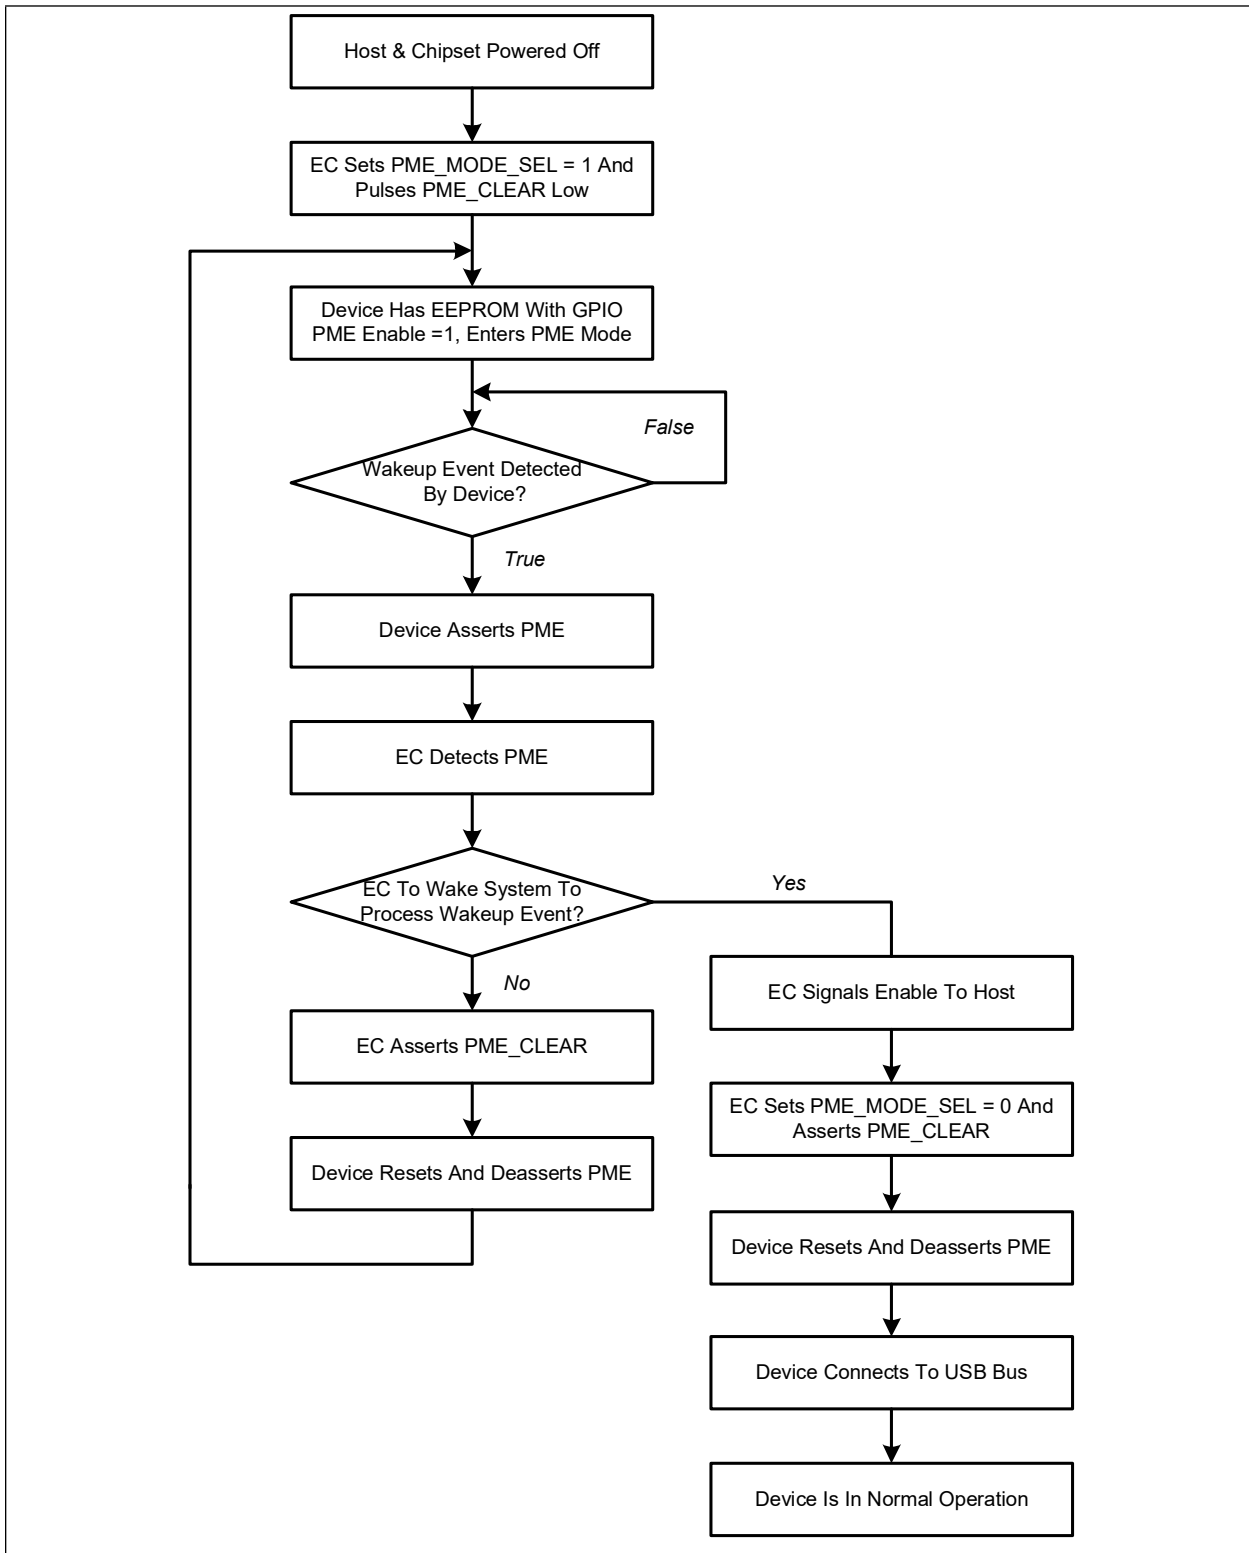 Host & Chipset Powered Off
EC Sets PME_MODE_SEL = 1 And
Pulses PME_CLEAR Low
Device Has EEPROM With GPIO
PME Enable =1, Enters PME Mode
False
Wakeup Event Detected
By Device?
True
Device Asserts PME
EC Detects PME
EC To Wake System To
Process Wakeup Event?
Yes
No
EC Signals Enable To Host
EC Asserts PME_CLEAR
EC Sets PME_MODE_SEL = 0 And
Asserts PME_CLEAR
Device Resets And Deasserts PME
Device Resets And Deasserts PME
Device Connects To USB Bus
Device Is In Normal Operation